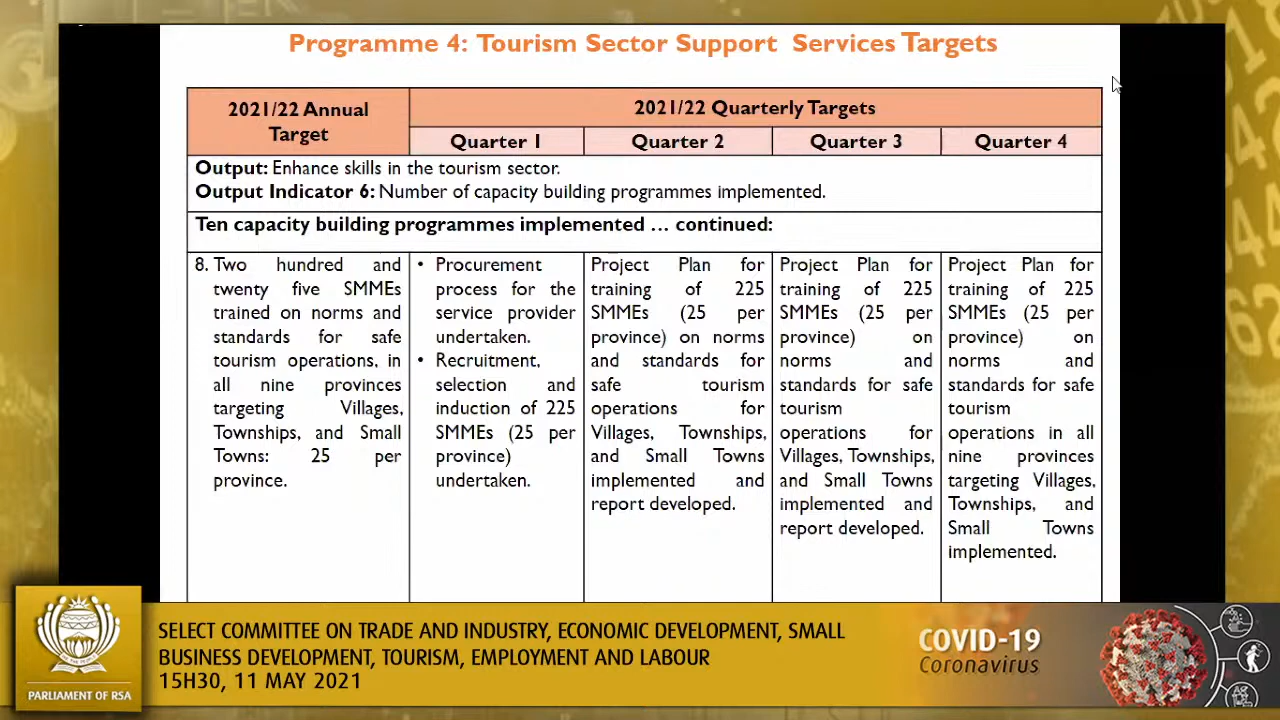 Programme 4: Tourism Sector Support Services Targets
2021/22 Annual
Target
2021/22 Quarterly Targets
Quarter 1
Quarter 2
Quarter 3
Quarter 4
Output: Enhance skills in the tourism sector.
Output Indicator 6: Number of capacity building programmes implemented.
Ten capacity building programmes implemented … continued:
8. Two hundred and
twenty five SMMEs
trained on norms and
standards for safe
tourism operations, in
all nine provinces
targeting Villages,
Townships, and Small
Towns: 25 per
province.
• Procurement
process for the
service provider
undertaken.
• Recruitment,
selection and
induction of 225
SMMEs (25 per
province)
undertaken.
Project Plan for
training of 225
SMMEs (25 per
province) on norms
and standards for
safe tourism
operations for
Villages, Townships,
and Small Towns
implemented and
report developed.
Project Plan for
training of 225
SMMEs (25 per
province) on
norms and
standards for safe
tourism
operations for
Villages, Townships,
and Small Towns
implemented and
report developed.
Project Plan for
training of 225
SMMEs (25 per
province) on
norms and
standards for safe
tourism
operations in all
nine provinces
targeting Villages,
Townships, and
Small Towns
implemented.
PARLIAMENT OF RSA
SELECT COMMITTEE ON TRADE AND INDUSTRY, ECONOMIC DEVELOPMENT, SMALL
BUSINESS DEVELOPMENT, TOURISM, EMPLOYMENT AND LABOUR
15H30, 11 MAY 2021
COVID-19
Coronavirus